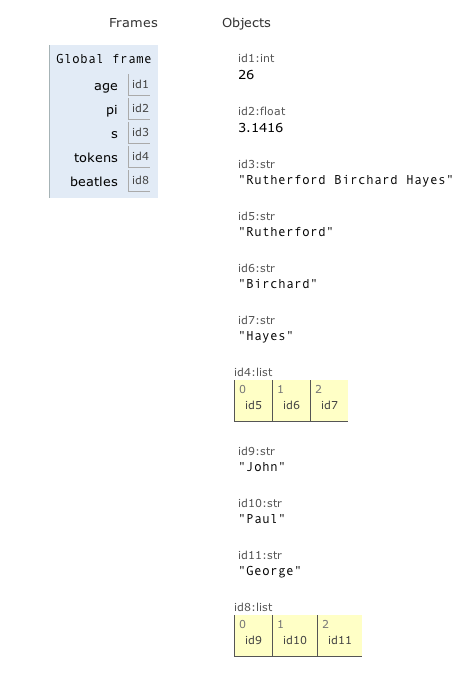 Frames Objects
Global frame
age id1
pi id2
s id3
tokens id4
beatles id8
id1:int
26
id2:float
3.1416
id3:str
"Rutherford Birchard Hayes"
id5:str
"Rutherford"
id6:str
"Birchard"
id7:str
"Hayes"
id4:list
0 1 2
id5 id6 id7
id9:str
"John"
id10:str
"Paul"
id11:str
"George"
id8:list
0 1 2
id9 id10 id11